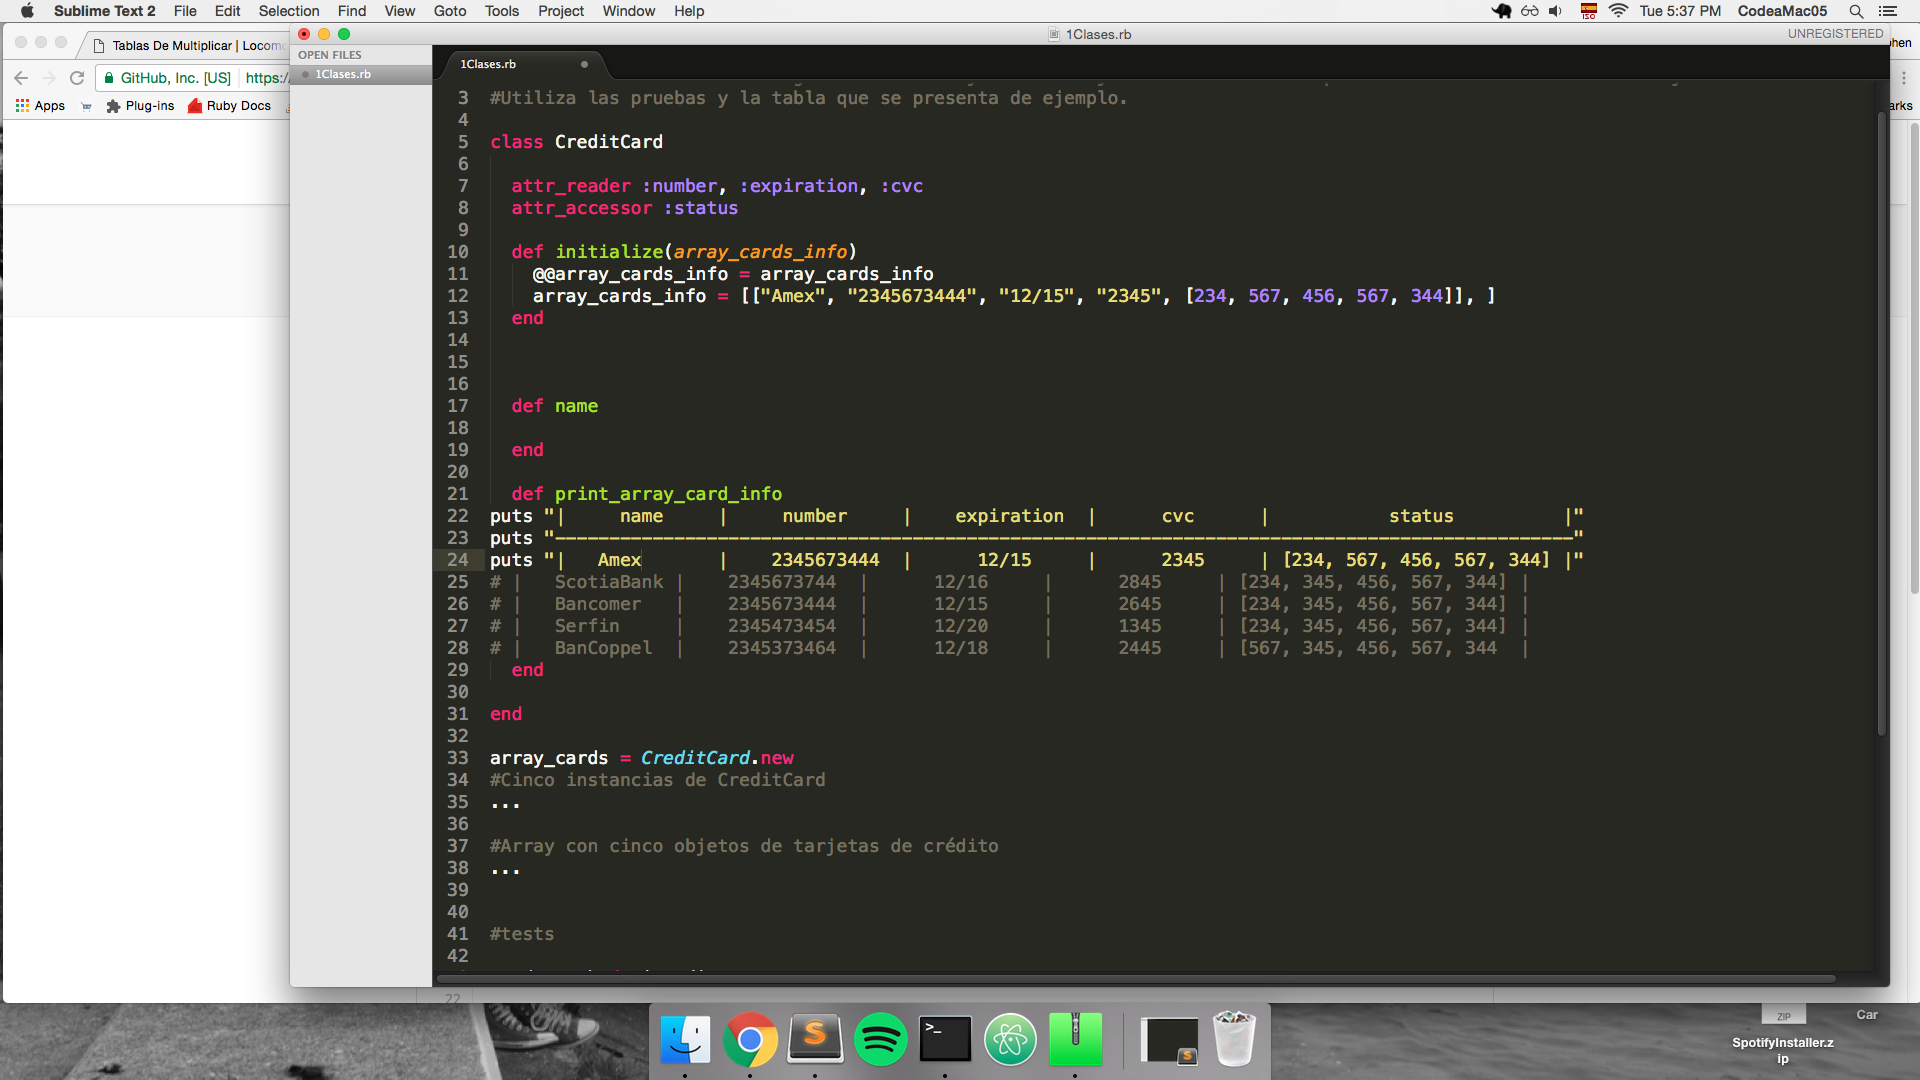 Sublime Text 2 File Edit Selection Find View Goto Tools Project Window Help ISO Tue 5:37 PM CodeaMac05
1Clases.rb UNREGISTERED
Tablas De Multiplicar | Locom
OPEN FILES
1Clases.rb
1Clases.rb
GitHub, Inc. [US] https:/
Apps Plug-ins Ruby Docs
3 #Utiliza las pruebas y la tabla que se presenta de ejemplo.
4
5 class CreditCard
6
7 attr_reader :number, :expiration, :cvc
8 attr_accessor :status
9
10 def initialize(array_cards_info)
11 @@array_cards_info = array_cards_info
12 array_cards_info = [["Amex", "2345673444", "12/15", "2345", [234, 567, 456, 567, 344]], ]
13 end
14
15
16
17 def name
18
19 end
20
21 def print_array_card_info
22 puts "|     name     |     number     |    expiration  |      cvc      |           status          |"
23 puts "———————————————————————————————————————————————"
24 puts "|   Amex       |    2345673444  |      12/15     |      2345     | [234, 567, 456, 567, 344] |"
25 # |   ScotiaBank |    2345673744  |      12/16     |      2845     | [234, 345, 456, 567, 344] |
26 # |   Bancomer   |    2345673444  |      12/15     |      2645     | [234, 345, 456, 567, 344] |
27 # |   Serfin     |    2345473454  |      12/20     |      1345     | [234, 345, 456, 567, 344] |
28 # |   BanCoppel  |    2345373464  |      12/18     |      2445     | [567, 345, 456, 567, 344  |
29 end
30
31 end
32
33 array_cards = CreditCard.new
34 #Cinco instancias de CreditCard
35 ...
36
37 #Array con cinco objetos de tarjetas de crédito
38 ...
39
40
41 #tests
42
22
ZIP
SpotifyInstaller.z
ip
Car